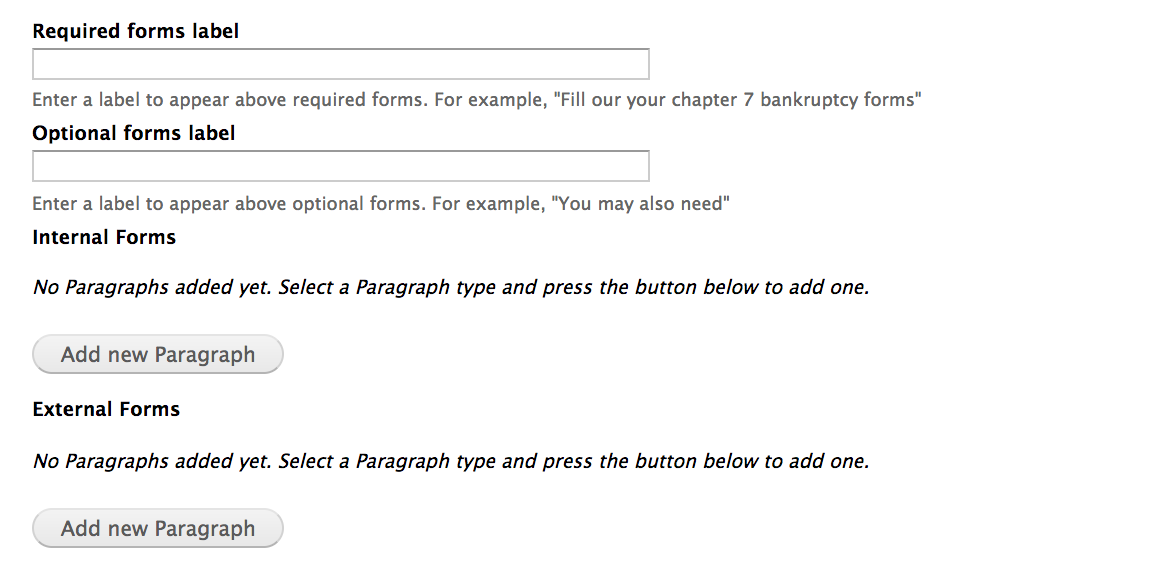 Required forms label
Enter a label to appear above required forms. For example, "Fill our your chapter 7 bankruptcy forms"
Optional forms label
Enter a label to appear above optional forms. For example, "You may also need"
Internal Forms
No Paragraphs added yet. Select a Paragraph type and press the button below to add one.
Add new Paragraph
External Forms
No Paragraphs added yet. Select a Paragraph type and press the button below to add one.
Add new Paragraph